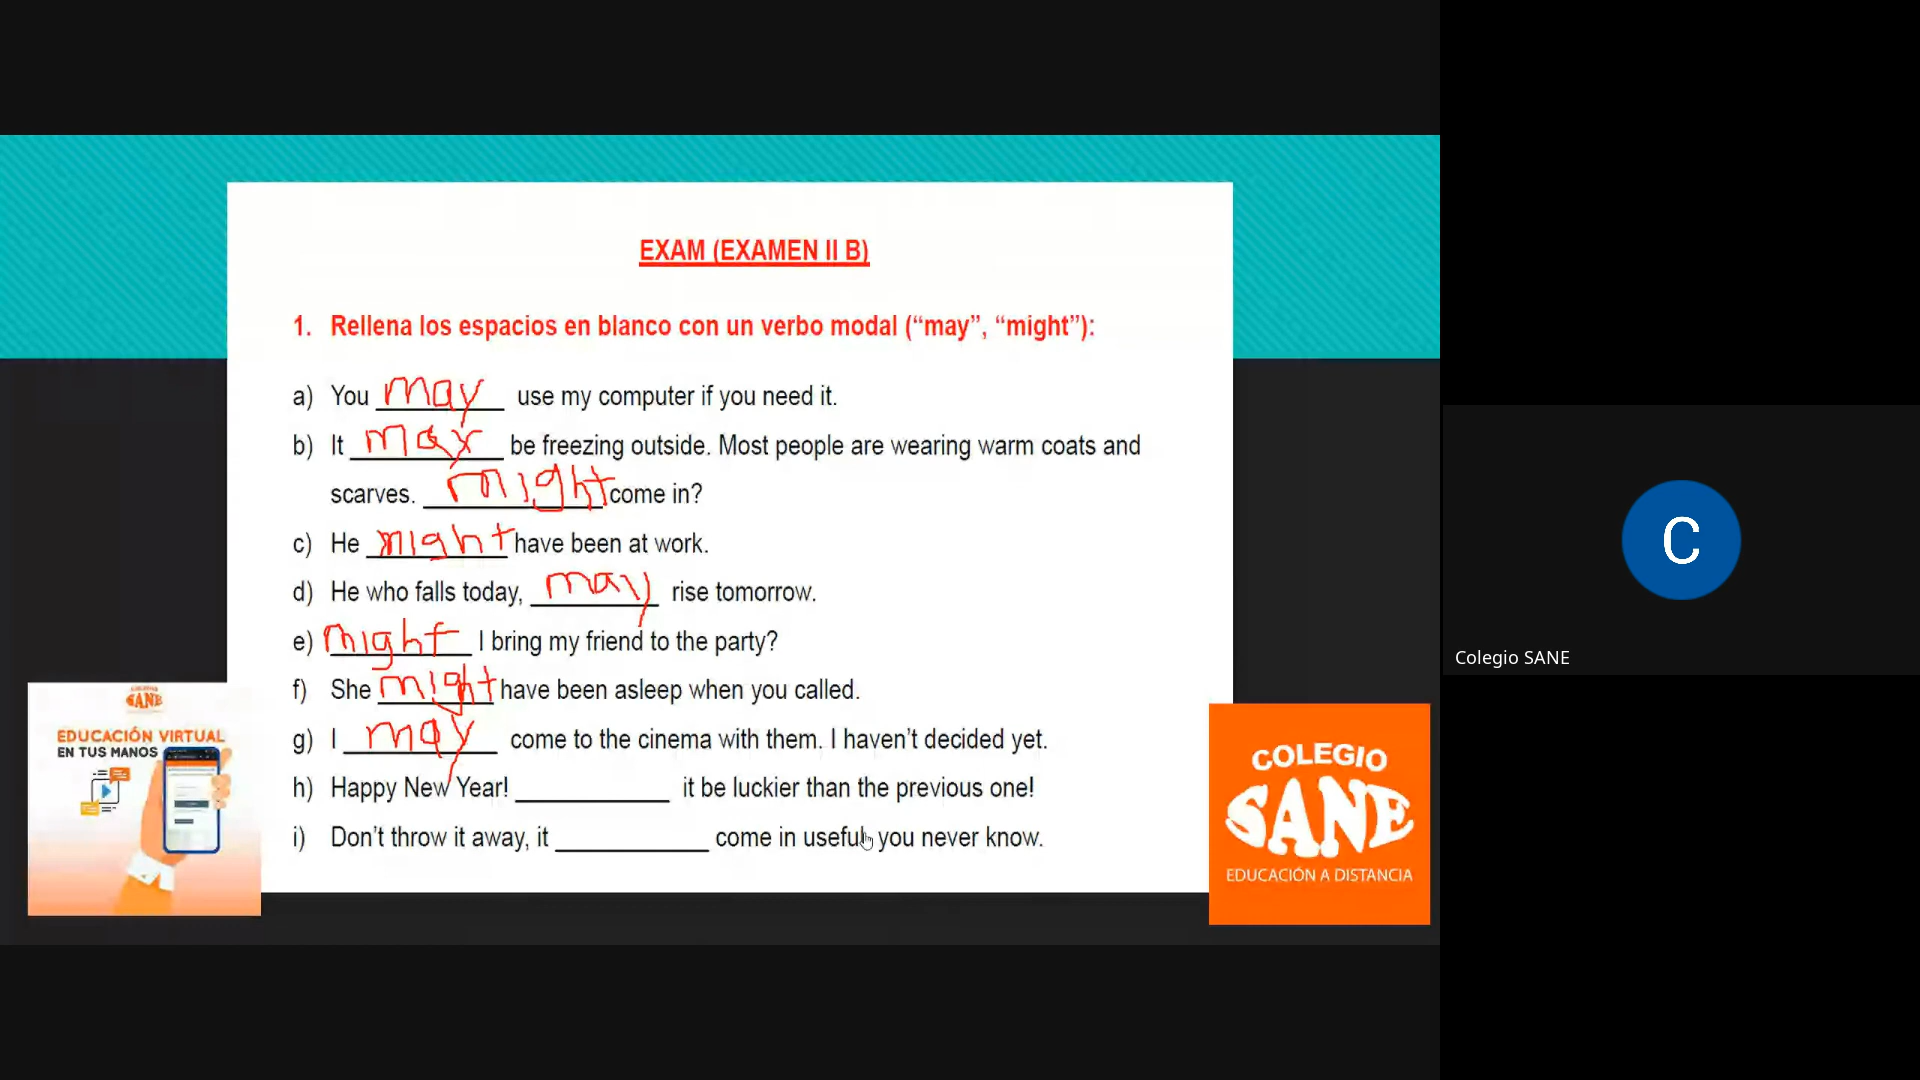 EXAM (EXAMEN II B)
1. Rellena los espacios en blanco con un verbo modal (“may”, “might”):
a) You may use my computer if you need it.
b) It may be freezing outside. Most people are wearing warm coats and
scarves. might come in?
c) He might have been at work.
d) He who falls today, may rise tomorrow.
e) might I bring my friend to the party?
f) She might have been asleep when you called.
g) I may come to the cinema with them. I haven’t decided yet.
h) Happy New Year! __________ it be luckier than the previous one!
i) Don’t throw it away, it __________ come in useful you never know.
SANE
EDUCACIÓN VIRTUAL
EN TUS MANOS
COLEGIO
SANE
EDUCACIÓN A DISTANCIA
C
Colegio SANE